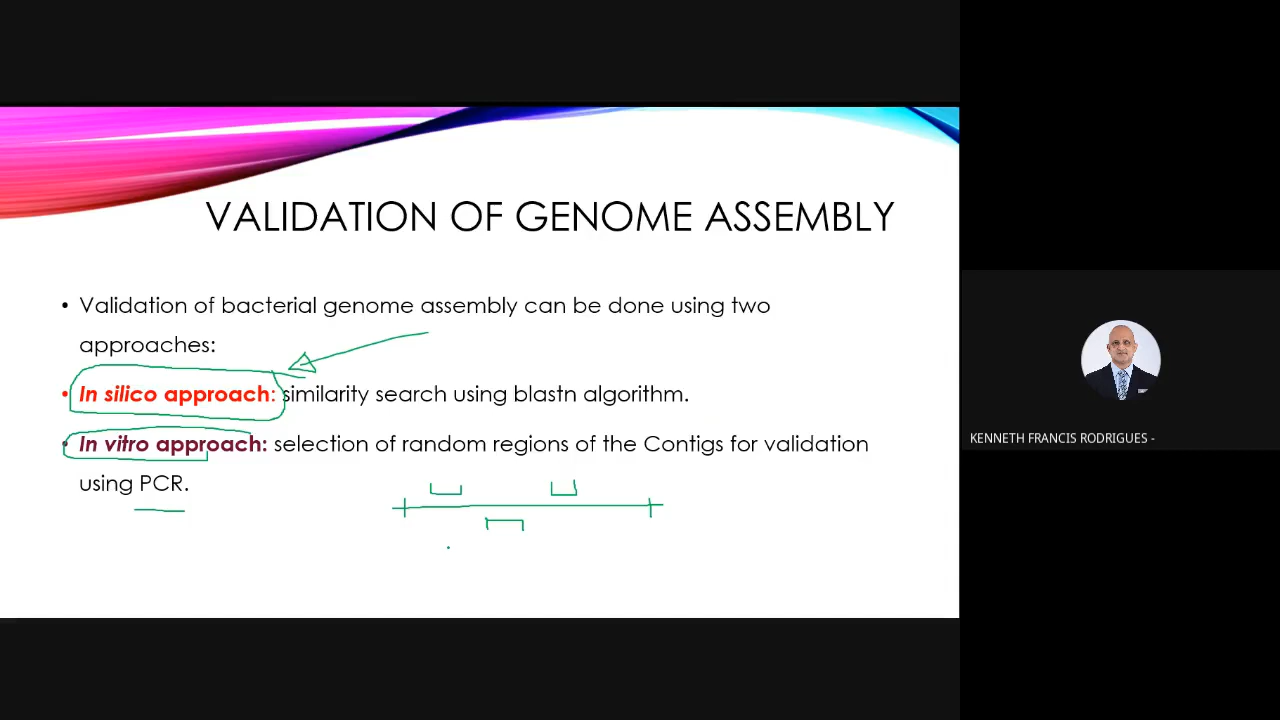 VALIDATION OF GENOME ASSEMBLY
• Validation of bacterial genome assembly can be done using two
approaches:
• In silico approach: similarity search using blastn algorithm.
• In vitro approach: selection of random regions of the Contigs for validation
using PCR.
KENNETH FRANCIS RODRIGUES -